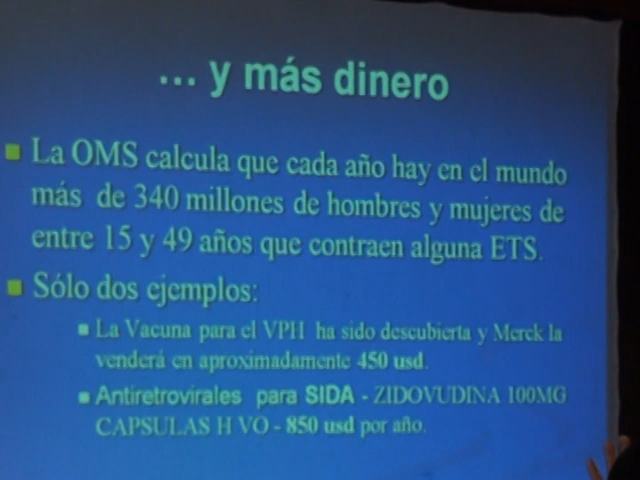 ... y más dinero
La OMS calcula que cada año hay en el mundo
más de 340 millones de hombres y mujeres de
entre 15 y 49 años que contraen alguna ETS.
Sólo dos ejemplos:
La Vacuna para el VPH ha sido descubierta y Merck la
venderá en aproximadamente 450 usd.
Antiretrovirales para SIDA - ZIDOVUDINA 100MG
CAPSULAS H VO - 850 usd por año.